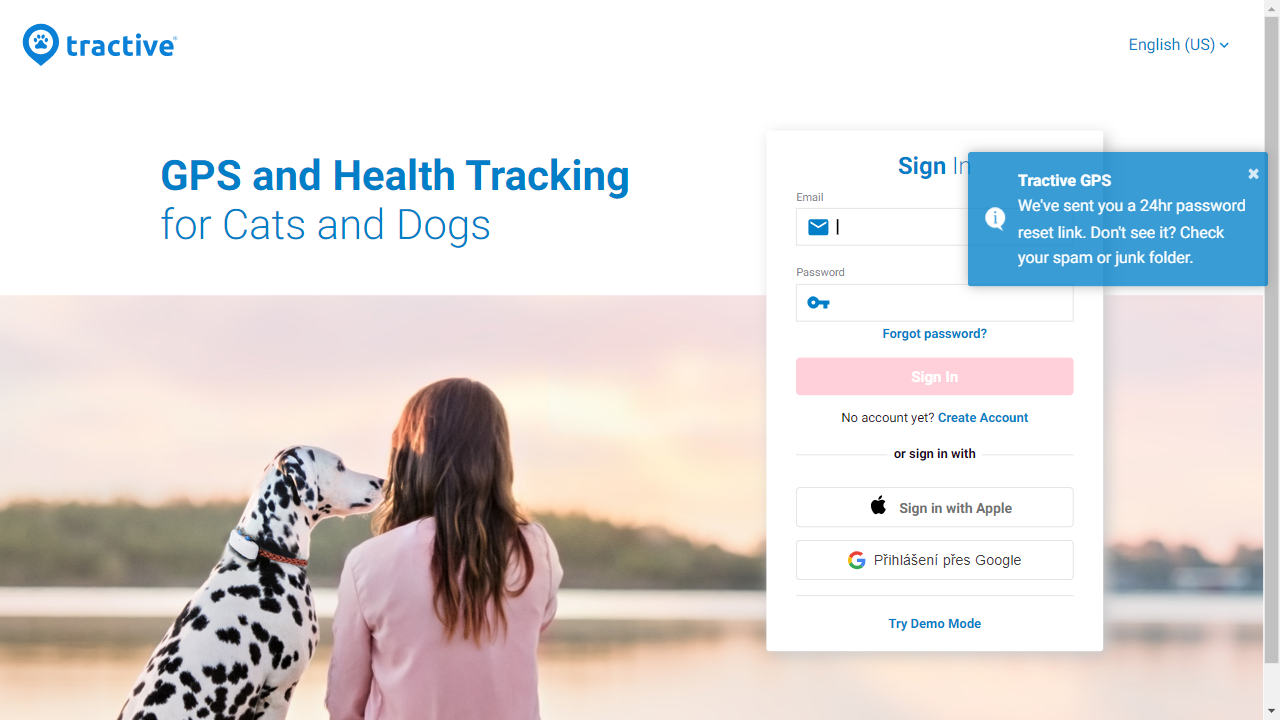 tractive®
English (US)
GPS and Health Tracking
for Cats and Dogs
Sign In
Email
Password
Forgot password?
Sign In
No account yet? Create Account
or sign in with
Sign in with Apple
Přihlášení přes Google
Try Demo Mode
Tractive GPS
We've sent you a 24hr password
reset link. Don't see it? Check
your spam or junk folder.